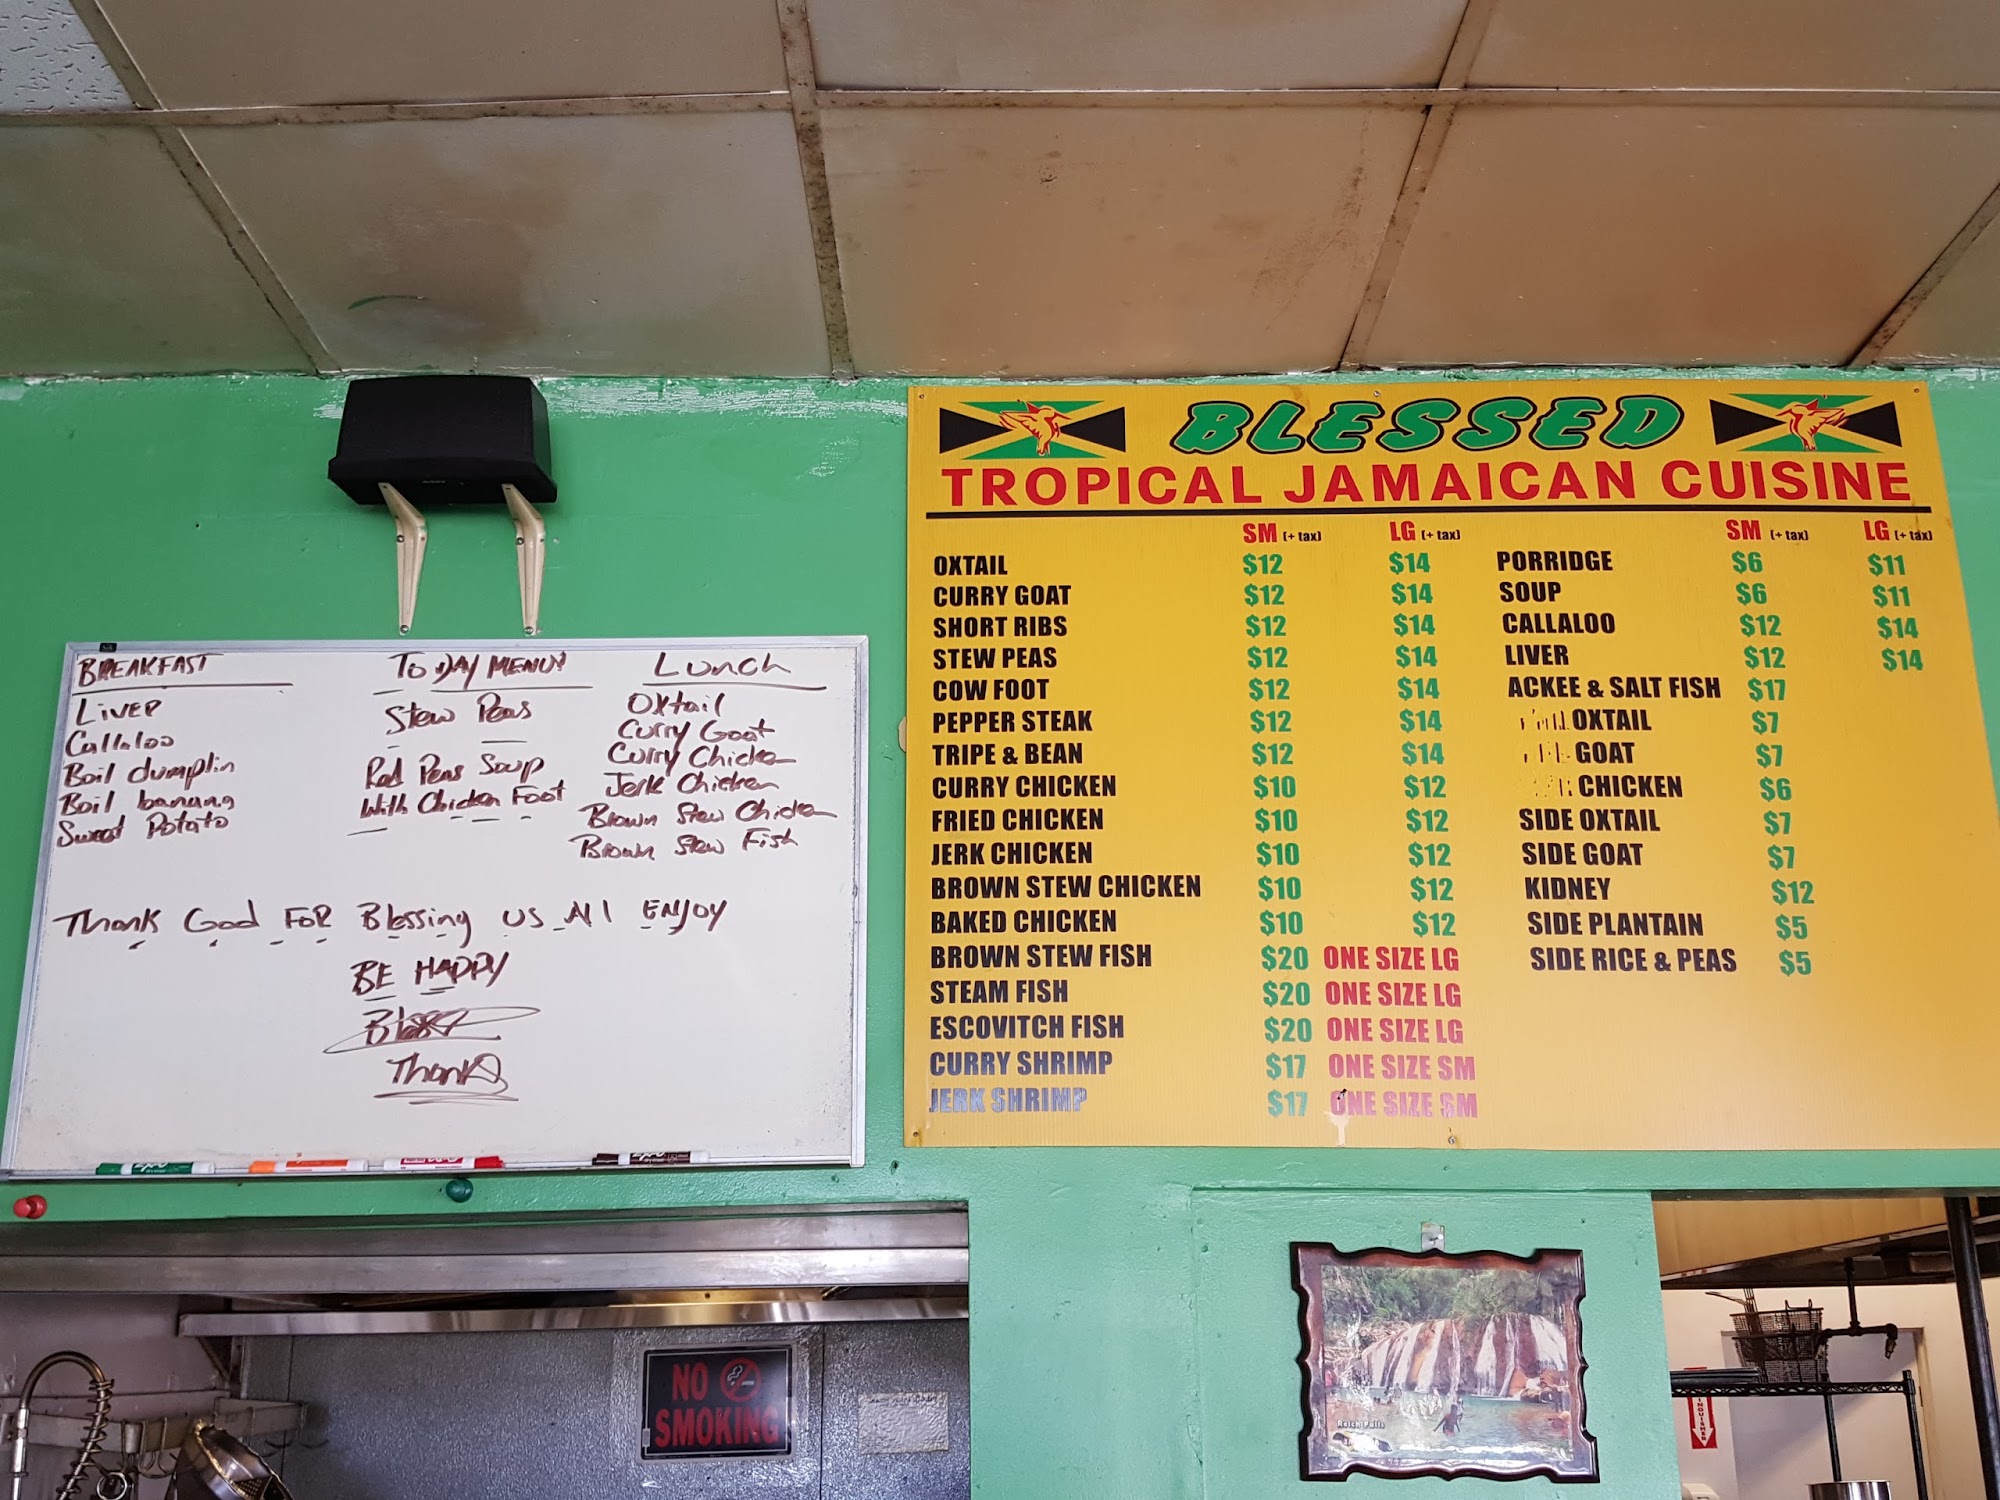 BREAKFAST
LIVER
Callaloo
Boil dumplin
Boil banana
Sweet Potato
TODAY MENUY
Stew Peas
Red Peas Soup
With Chicken Foot
Lunch
Oxtail
Curry Goat
Curry Chicken
Jerk Chicken
Brown Stew Chicken
Brown Stew Fish
Thank God FOR Blessing us All ENJOY
BE HAPPY
Thanks
BLESSED
TROPICAL JAMAICAN CUISINE
SM (+ tax) LG (+ tax)
OXTAIL $12 $14
CURRY GOAT $12 $14
SHORT RIBS $12 $14
STEW PEAS $12 $14
COW FOOT $12 $14
PEPPER STEAK $12 $14
TRIPE & BEAN $12 $14
CURRY CHICKEN $10 $12
FRIED CHICKEN $10 $12
JERK CHICKEN $10 $12
BROWN STEW CHICKEN $10 $12
BAKED CHICKEN $10 $12
BROWN STEW FISH $20 ONE SIZE LG
STEAM FISH $20 ONE SIZE LG
ESCOVITCH FISH $20 ONE SIZE LG
CURRY SHRIMP $17 ONE SIZE SM
JERK SHRIMP $17 ONE SIZE SM
SM (+ tax) LG (+ tax)
PORRIDGE $6 $11
SOUP $6 $11
CALLALOO $12 $14
LIVER $12 $14
ACKEE & SALT FISH $17
OXTAIL $7
GOAT $7
CHICKEN $6
SIDE OXTAIL $7
SIDE GOAT $7
KIDNEY $12
SIDE PLANTAIN $5
SIDE RICE & PEAS $5
NO
SMOKING
Reich Falls